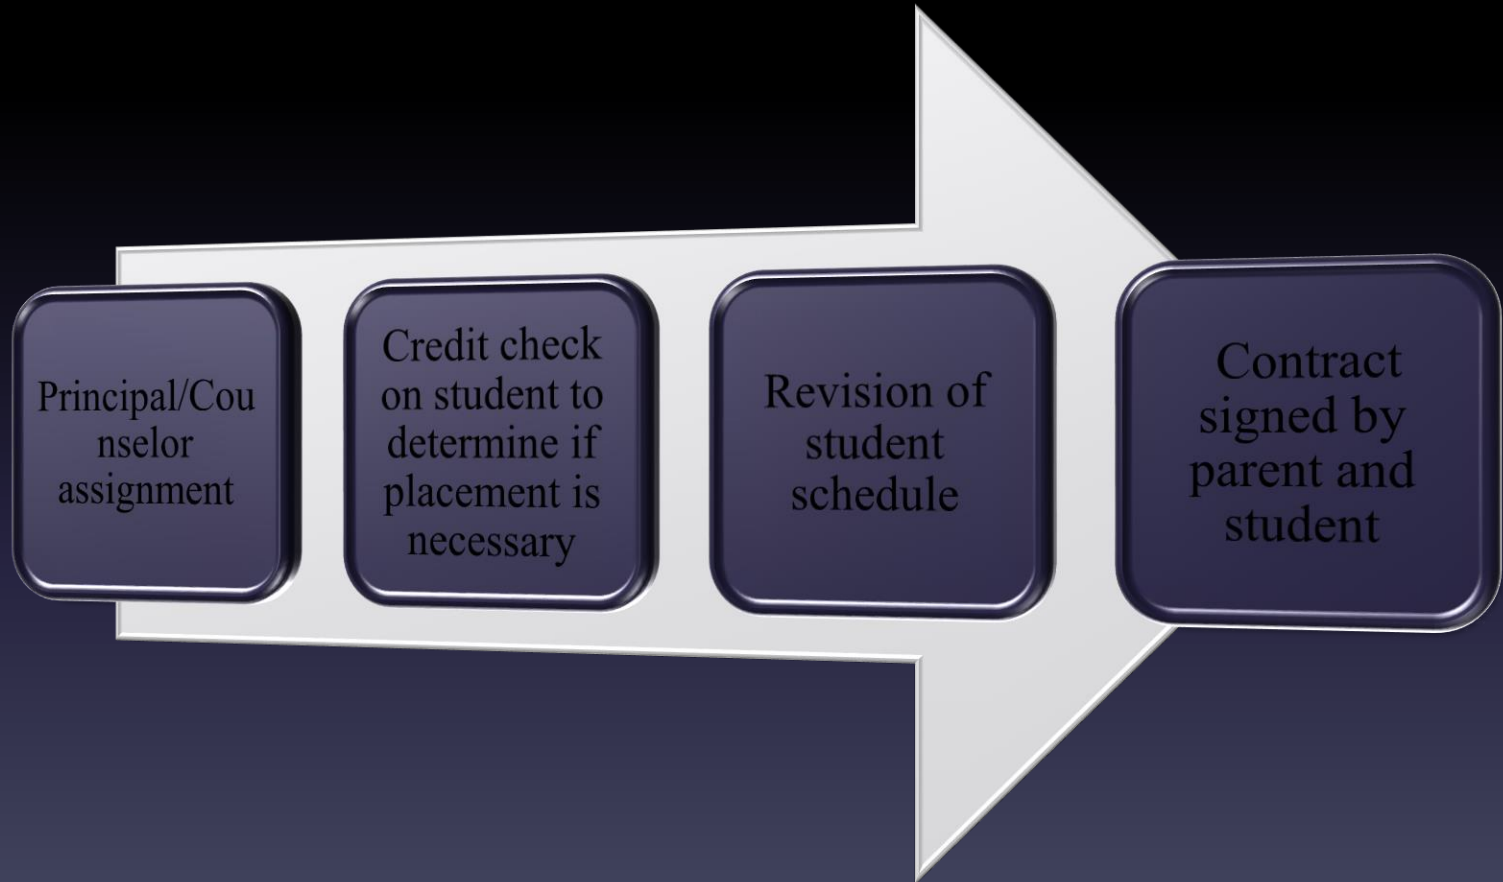 Principal/Cou
nselor
assignment
Credit check
on student to
determine if
placement is
necessary
Revision of
student
schedule
Contract
signed by
parent and
student